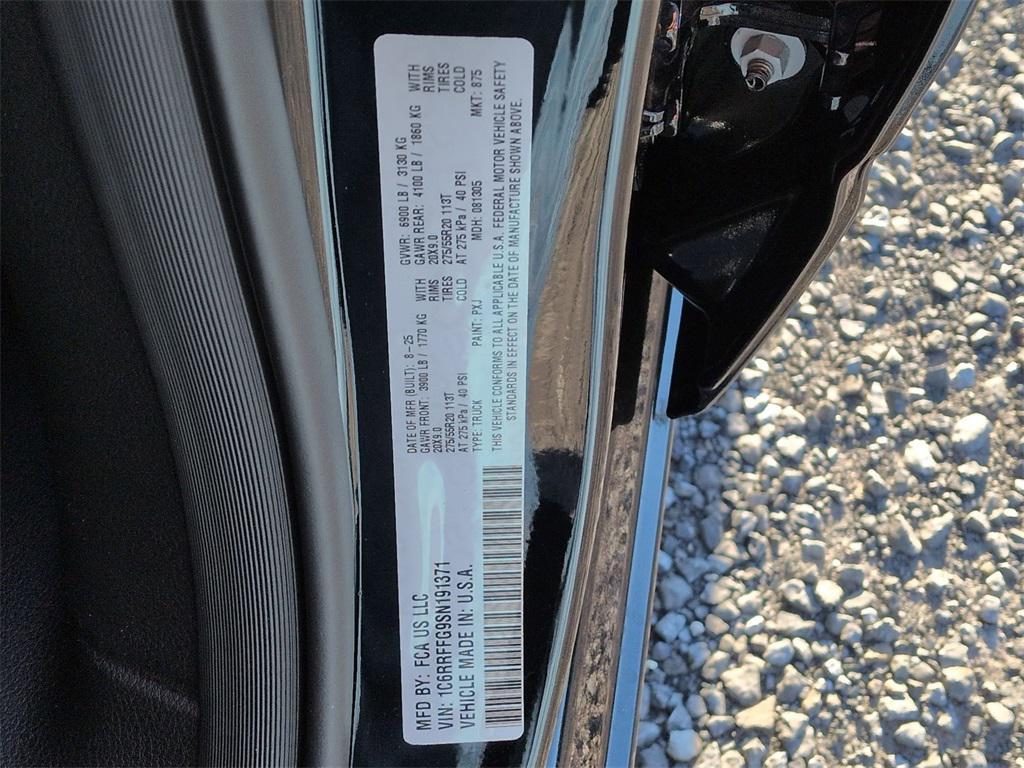 MFD BY: FCA US LLC
VIN: 1C6RRFFG9SN191371
VEHICLE MADE IN: U.S.A.
DATE OF MFR (BUILT): 8-25 GVWR: 6900 LB / 3130 KG
GAWR FRONT: 3900 LB / 1770 KG WITH GAWR REAR: 4100 LB / 1860 KG WITH
20X9.0 RIMS 20X9.0 RIMS
275/55R20 113T TIRES 275/55R20 113T TIRES
AT 275 kPa / 40 PSI COLD AT 275 kPa / 40 PSI COLD
TYPE: TRUCK PAINT: PXJ MDH: 081305 MKT: 875
THIS VEHICLE CONFORMS TO ALL APPLICABLE U.S.A. FEDERAL MOTOR VEHICLE SAFETY
STANDARDS IN EFFECT ON THE DATE OF MANUFACTURE SHOWN ABOVE.